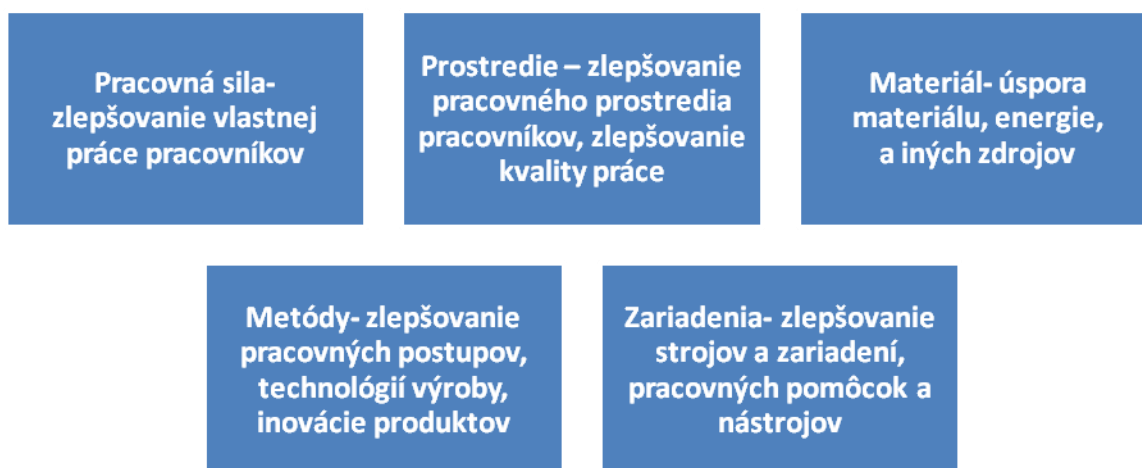 Pracovná sila-
zlepšovanie vlastnej
práce pracovníkov
Prostredie – zlepšovanie
pracovného prostredia
pracovníkov, zlepšovanie
kvality práce
Materiál- úspora
materiálu, energie,
a iných zdrojov
Metódy- zlepšovanie
pracovných postupov,
technológií výroby,
inovácie produktov
Zariadenia- zlepšovanie
strojov a zariadení,
pracovných pomôcok a
nástrojov